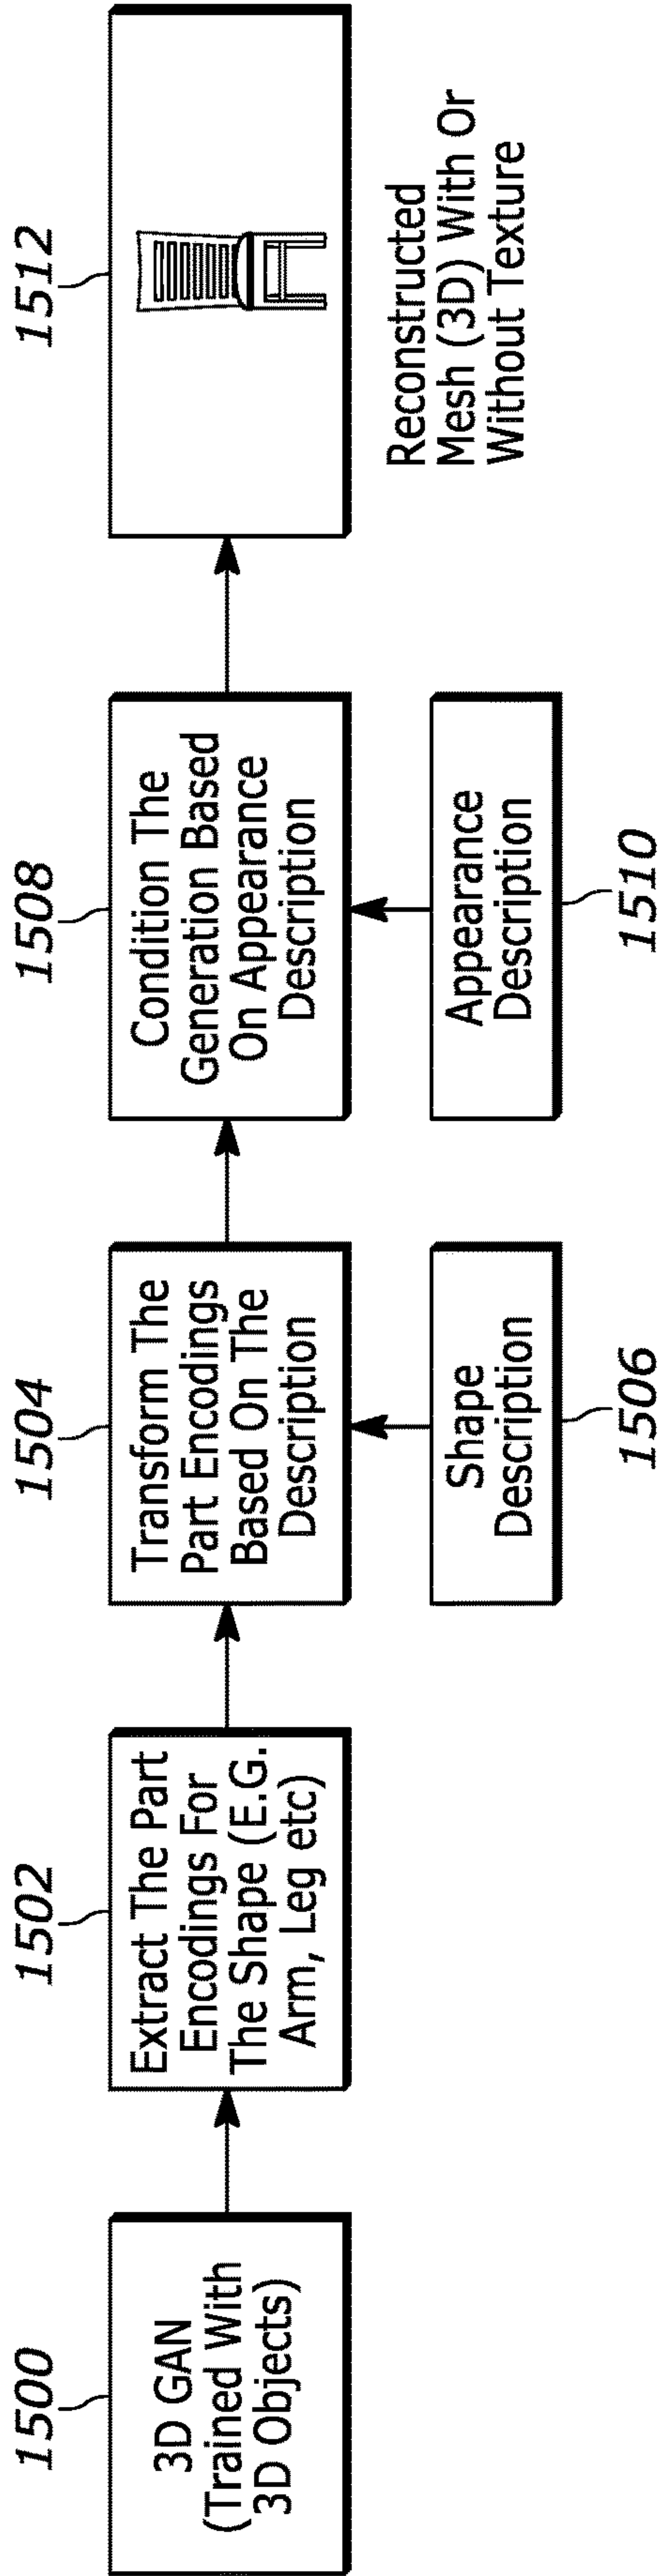 1500
3D GAN
(Trained With
3D Objects)
1502
Extract The Part
Encodings For
The Shape (E.G.
Arm, Leg etc)
1504
Transform The
Part Encodings
Based On The
Description
Shape
Description
1506
1508
Condition The
Generation Based
On Appearance
Description
Appearance
Description
1510
1512
Reconstructed
Mesh (3D) With Or
Without Texture